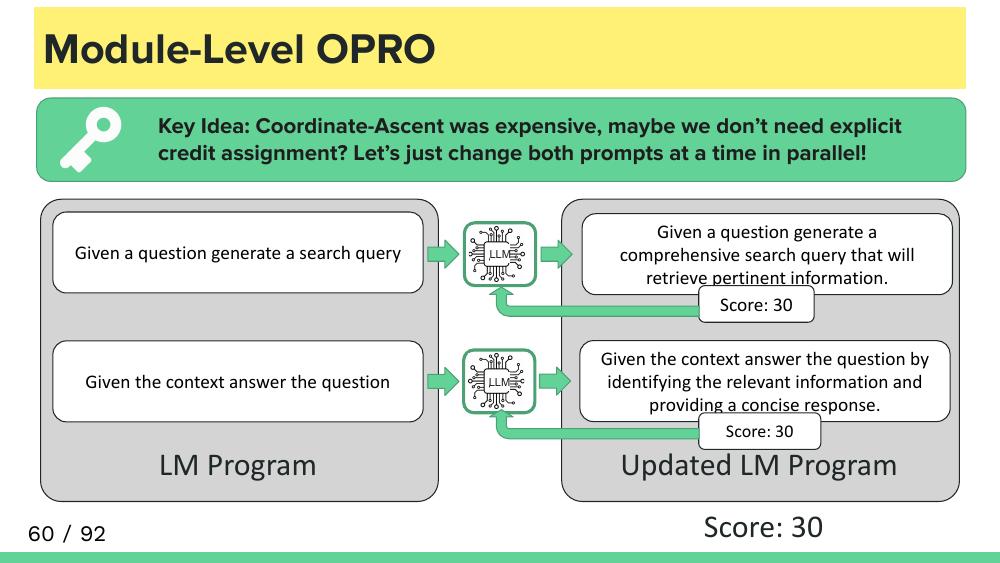 Module-Level OPRO
Key Idea: Coordinate-Ascent was expensive, maybe we don’t need explicit
credit assignment? Let’s just change both prompts at a time in parallel!
Given a question generate a search query
LLM
Given a question generate a
comprehensive search query that will
retrieve pertinent information.
Score: 30
Given the context answer the question
LLM
Given the context answer the question by
identifying the relevant information and
providing a concise response.
Score: 30
LM Program
Updated LM Program
Score: 30
60 / 92